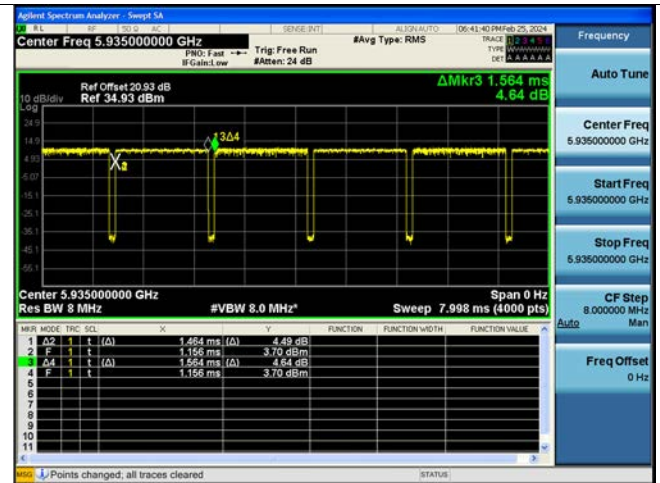 Agilent Spectrum Analyzer - Swept SA
RL RF 50 Ω AC SENSE:INT ALIGN AUTO 06:41:40 PM Feb 25, 2024
Center Freq 5.935000000 GHz #Avg Type: RMS TRACE 1 2 3 4 5 6 Frequency
PNO: Fast Trig: Free Run TYPE
IFGain:Low #Atten: 24 dB DET A A A A A A
Auto Tune
Ref Offset 20.93 dB ΔMkr3 1.564 ms
10 dB/div Ref 34.93 dBm 4.64 dB
Log
24.9
14.9
4.93
-5.07
-15.1
-25.1
-35.1
-45.1
-55.1
13Δ4
2
Center Freq
5.935000000 GHz
Start Freq
5.935000000 GHz
Stop Freq
5.935000000 GHz
Center 5.935000000 GHz Span 0 Hz
Res BW 8 MHz #VBW 8.0 MHz* Sweep 7.998 ms (4000 pts)
CF Step
8.000000 MHz
Auto Man
Freq Offset
0 Hz
MKR MODE TRC SCL X Y FUNCTION FUNCTION WIDTH FUNCTION VALUE
1 Δ2 1 t (Δ) 1.464 ms (Δ) 4.49 dB
2 F 1 t 1.156 ms 3.70 dBm
3 Δ4 1 t (Δ) 1.564 ms (Δ) 4.64 dB
4 F 1 t 1.156 ms 3.70 dBm
5
6
7
8
9
10
11
MSG Points changed; all traces cleared STATUS